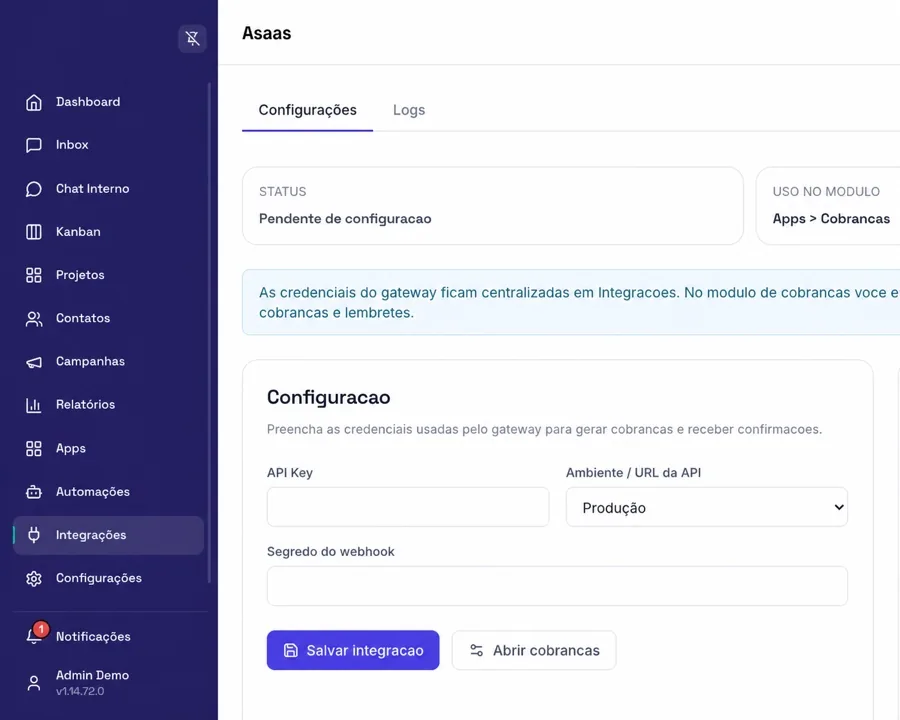 Asaas
Dashboard
Inbox
Chat Interno
Kanban
Projetos
Contatos
Campanhas
Relatórios
Apps
Automações
Integrações
Configurações
1
Notificações
Admin Demo
v1.14.72.0
Configurações
Logs
STATUS
Pendente de configuracao
USO NO MODULO
Apps > Cobrancas
As credenciais do gateway ficam centralizadas em Integracoes. No modulo de cobrancas voce e
cobrancas e lembretes.
Configuracao
Preencha as credenciais usadas pelo gateway para gerar cobrancas e receber confirmacoes.
API Key
Ambiente / URL da API
Produção
Segredo do webhook
Salvar integracao
Abrir cobrancas